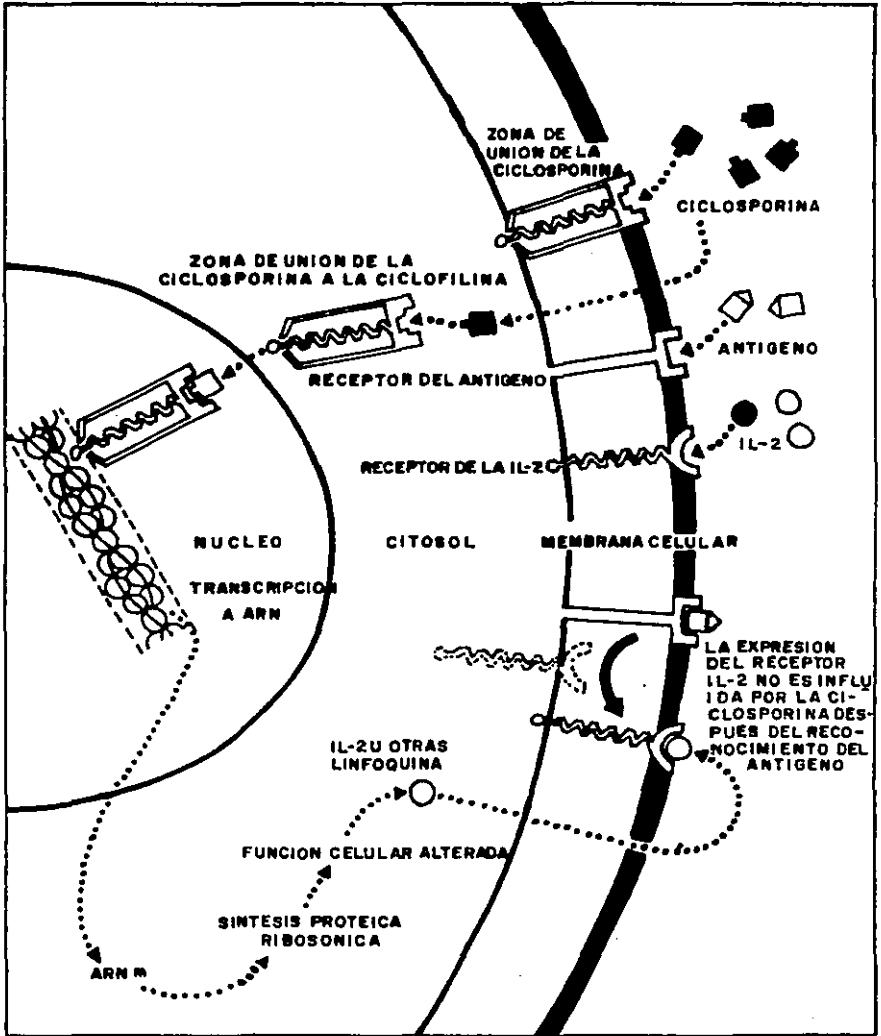 ZONA DE
UNION DE LA
CICLOSPORINA
CICLOSPORINA
ZONA DE UNION DE LA
CICLOSPORINA A LA CICLOFILINA
ANTIGENO
RECEPTOR DEL ANTIGENO
IL-2
RECEPTOR DE LA IL-2
NUCLEO
CITOSOL
MEMBRANA CELULAR
TRANSCRIPCION
A ARN
LA EXPRESION
DEL RECEPTOR
IL-2 NO ES INFLU
IDA POR LA CI-
CLOSPORINA DES-
PUES DEL RECO-
NOCIMIENTO DEL
ANTIGENO
IL-2 U OTRAS
LINFOQUINA
FUNCION CELULAR ALTERADA
SINTESIS PROTEICA
RIBOSONICA
ARN m